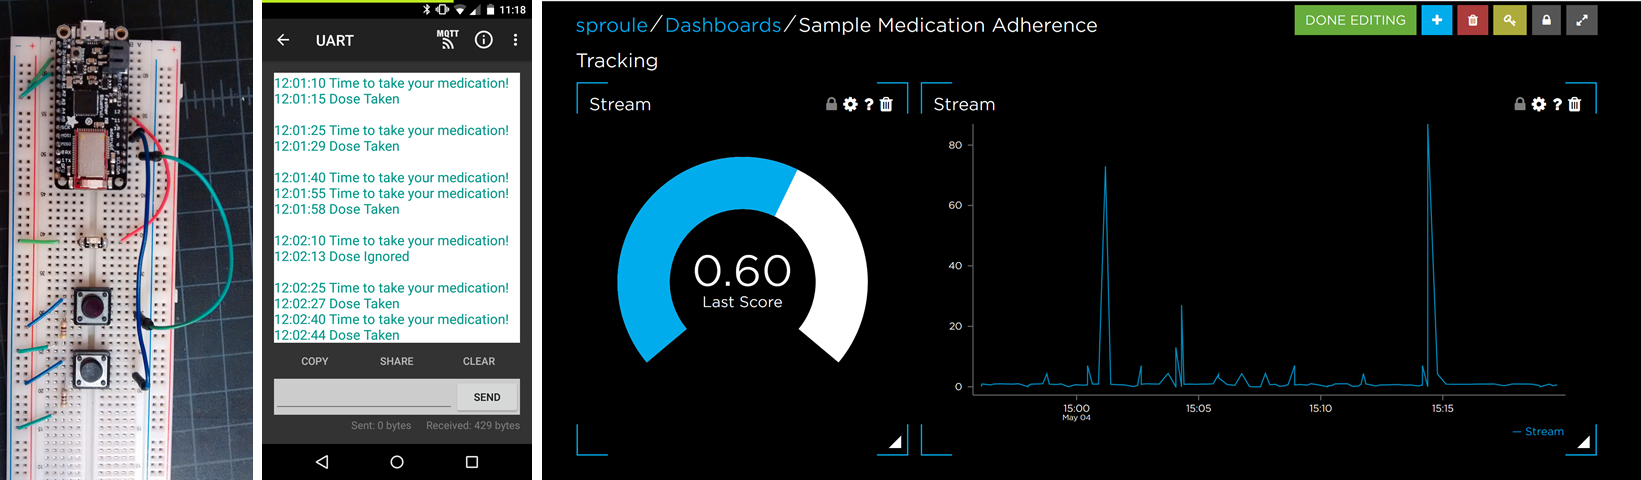 11:18
UART
MQTT
12:01:10 Time to take your medication!
12:01:15 Dose Taken
12:01:25 Time to take your medication!
12:01:29 Dose Taken
12:01:40 Time to take your medication!
12:01:55 Time to take your medication!
12:01:58 Dose Taken
12:02:10 Time to take your medication!
12:02:13 Dose Ignored
12:02:25 Time to take your medication!
12:02:27 Dose Taken
12:02:40 Time to take your medication!
12:02:44 Dose Taken
COPY SHARE CLEAR
SEND
Sent: 0 bytes Received: 429 bytes
sproule/Dashboards/Sample Medication Adherence
Tracking
DONE EDITING
Stream
?
0.60
Last Score
Stream
?
80
60
40
20
0
15:00 15:05 15:10 15:15
May 04
Stream